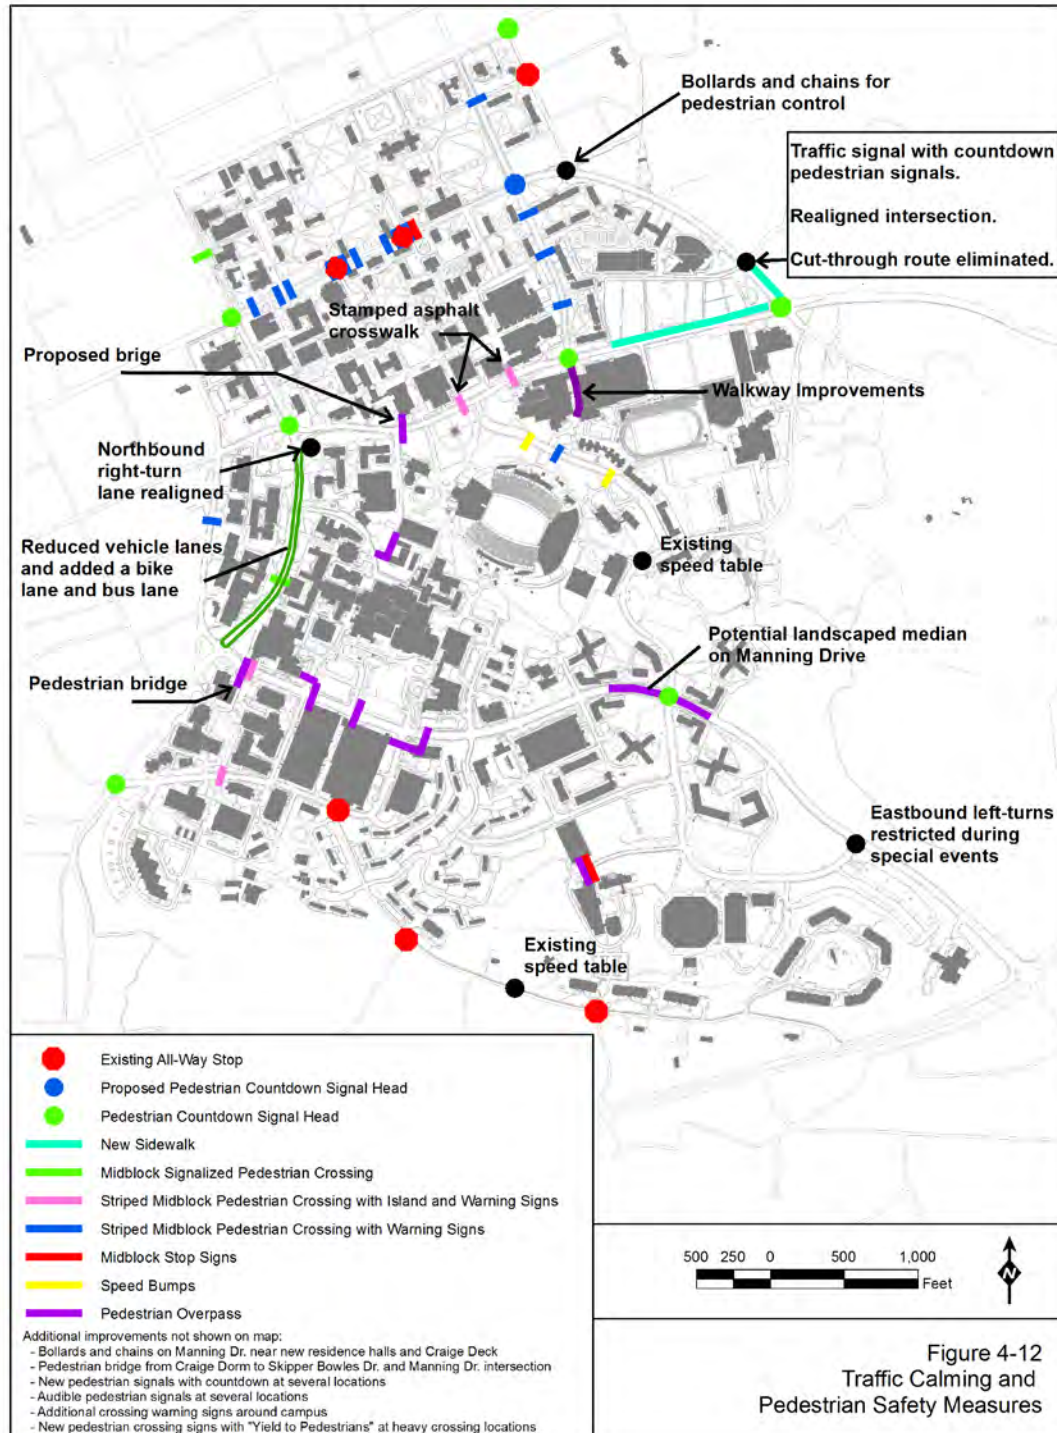 Bollards and chains for
pedestrian control
Traffic signal with countdown
pedestrian signals.
Realigned intersection.
Cut-through route eliminated.
Stamped asphalt
crosswalk
Proposed brige
Walkway Improvements
Northbound
right-turn
lane realigned
Reduced vehicle lanes
and added a bike
lane and bus lane
Existing
speed table
Potential landscaped median
on Manning Drive
Pedestrian bridge
Eastbound left-turns
restricted during
special events
Existing
speed table
Existing All-Way Stop
Proposed Pedestrian Countdown Signal Head
Pedestrian Countdown Signal Head
New Sidewalk
Midblock Signalized Pedestrian Crossing
Striped Midblock Pedestrian Crossing with Island and Warning Signs
Striped Midblock Pedestrian Crossing with Warning Signs
Midblock Stop Signs
Speed Bumps
Pedestrian Overpass
Additional improvements not shown on map:
- Bollards and chains on Manning Dr. near new residence halls and Craige Deck
- Pedestrian bridge from Craige Dorm to Skipper Bowles Dr. and Manning Dr. intersection
- New pedestrian signals with countdown at several locations
- Audible pedestrian signals at several locations
- Additional crossing warning signs around campus
- New pedestrian crossing signs with "Yield to Pedestrians" at heavy crossing locations
500 250 0 500 1,000
Feet
N
Figure 4-12
Traffic Calming and
Pedestrian Safety Measures